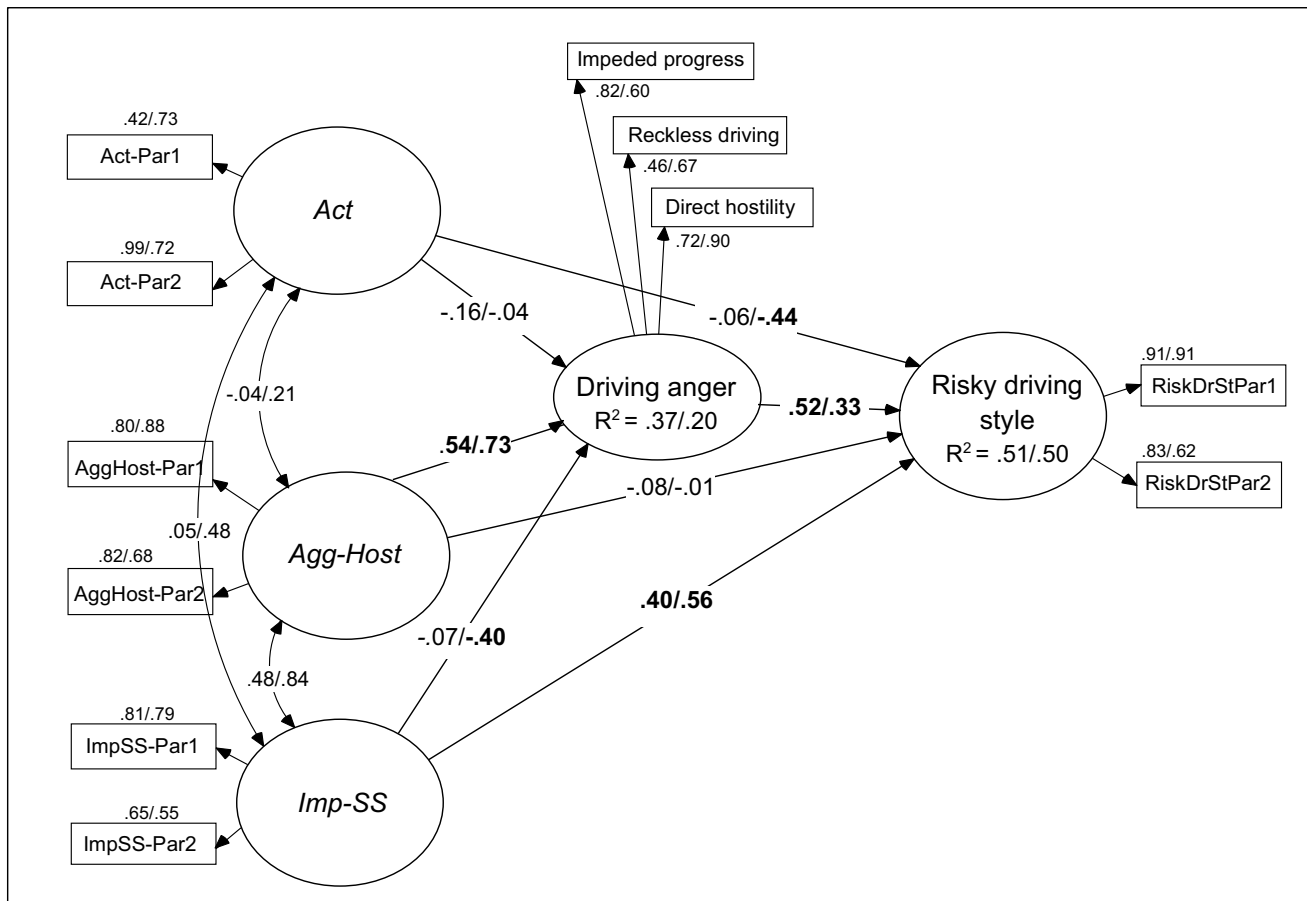 Impeded progress
.82/.60
Reckless driving
.46/.67
Direct hostility
.72/.90
.42/.73
Act-Par1
.99/.72
Act-Par2
Act
-.16/-.04
-.06/-.44
-.04/.21
Driving anger
R² = .37/.20
.52/.33
Risky driving
style
R² = .51/.50
.91/.91
RiskDrStPar1
.83/.62
RiskDrStPar2
.80/.88
AggHost-Par1
.54/.73
-.08/-.01
.05/.48
.82/.68
AggHost-Par2
Agg-Host
.40/.56
-.07/-.40
.48/.84
.81/.79
ImpSS-Par1
.65/.55
ImpSS-Par2
Imp-SS